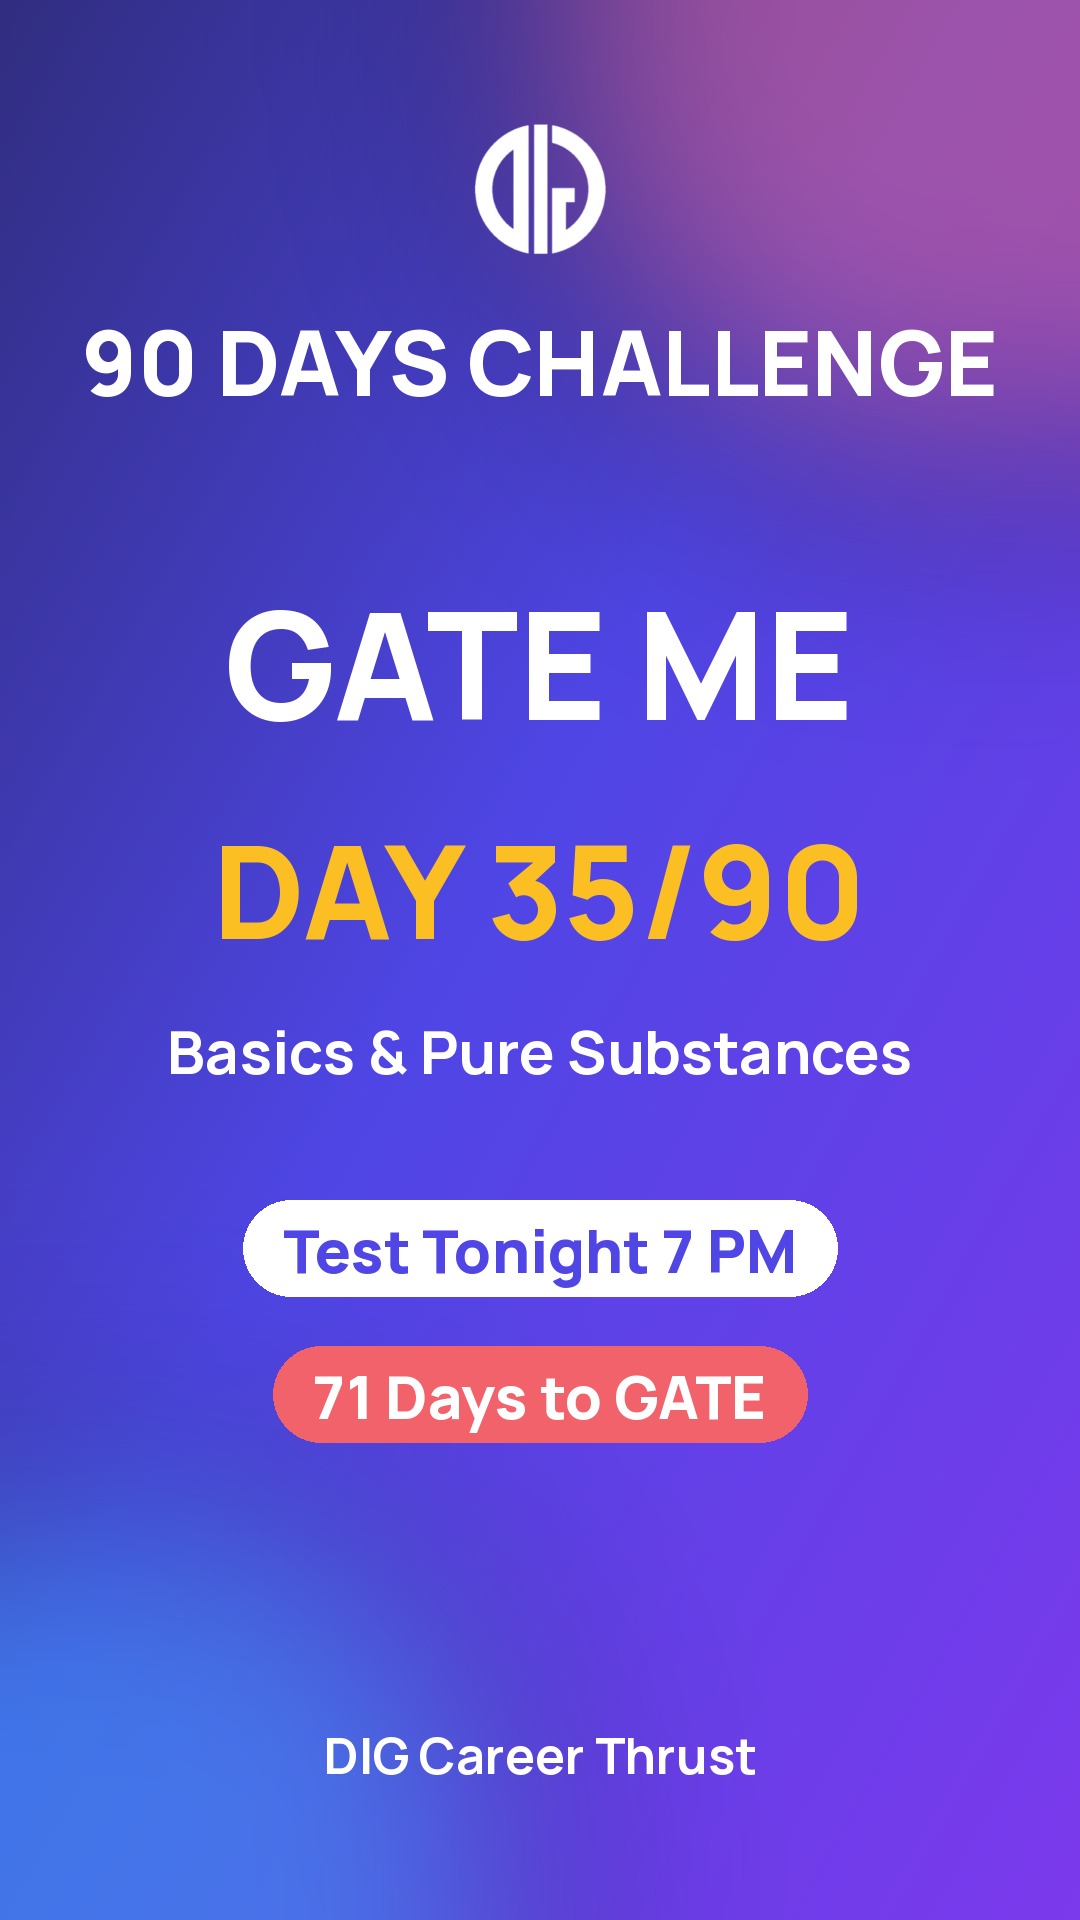 DIG
90 DAYS CHALLENGE
GATE ME
DAY 35/90
Basics & Pure Substances
Test Tonight 7 PM
71 Days to GATE
DIG Career Thrust